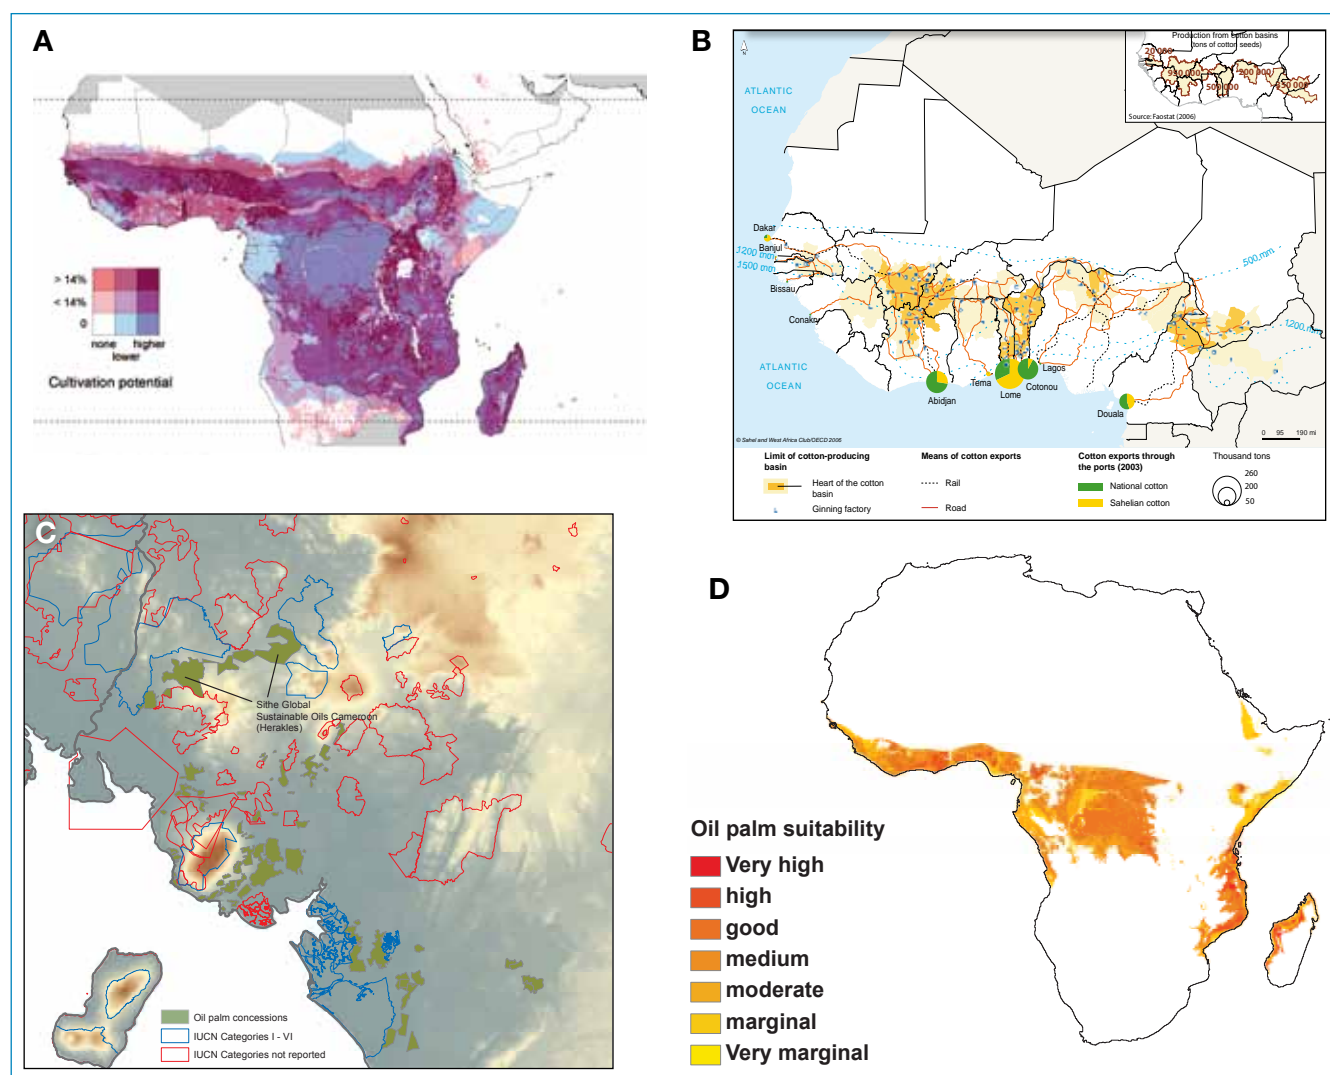 A
> 14%
< 14%
0
none
higher
lower
Cultivation potential
B
N
Production from cotton basins
(tons of cotton seeds)
20 000
990 000
200 000
500 000
350 000
Source: Faostat (2006)
ATLANTIC
OCEAN
Dakar
Banjul
1200 mm
1500 mm
Bissau
Conakry
500 mm
1200 mm
ATLANTIC
OCEAN
Abidjan
Tema
Lome
Cotonou
Lagos
Douala
© Sahel and West Africa Club/OECD 2006
0 95 190 mi
Limit of cotton-producing
basin
Heart of the cotton
basin
Ginning factory
Means of cotton exports
Rail
Road
Cotton exports through
the ports (2003)
National cotton
Sahelian cotton
Thousand tons
260
200
50
C
Sithe Global
Sustainable Oils Cameroon
(Herakles)
Oil palm concessions
IUCN Categories I - VI
IUCN Categories not reported
D
Oil palm suitability
Very high
high
good
medium
moderate
marginal
Very marginal